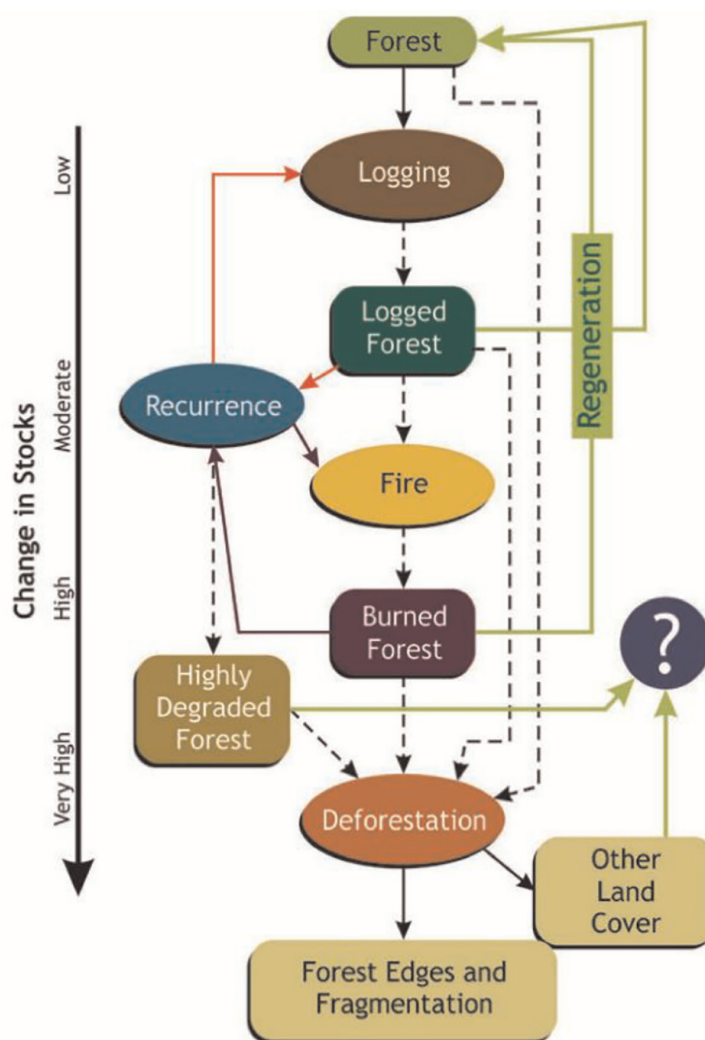 Forest
Low
Logging
Regeneration
Logged
Forest
Moderate
Recurrence
Change in Stocks
Fire
High
Burned
Forest
?
Highly
Degraded
Forest
Very High
Deforestation
Other
Land
Cover
Forest Edges and
Fragmentation